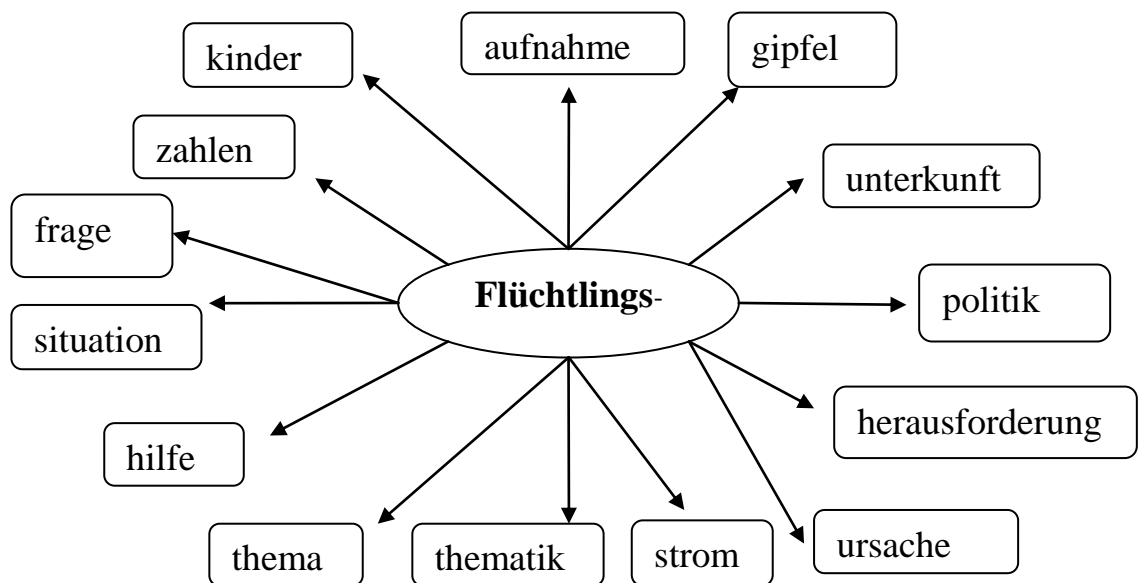 kinder
aufnahme
gipfel
zahlen
unterkunft
frage
Flüchtlings-
politik
situation
herausforderung
hilfe
thema
thematik
strom
ursache